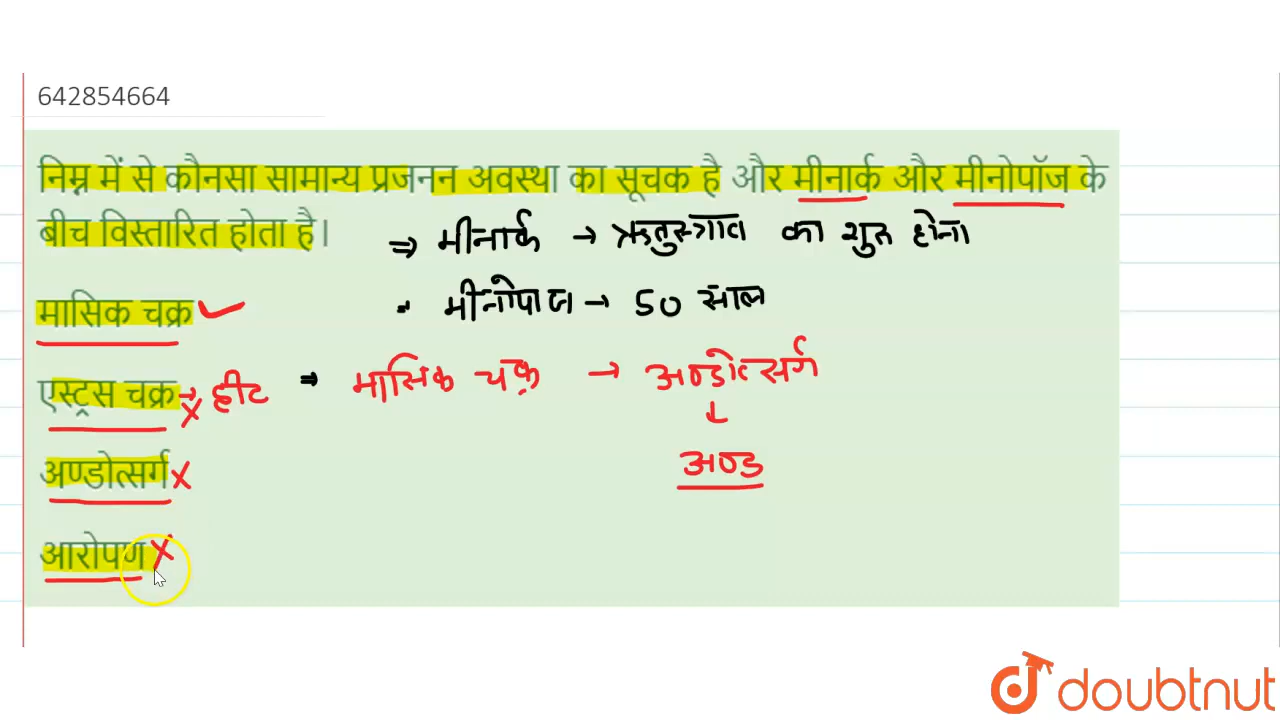 642854664
निम्न में से कौनसा सामान्य प्रजनन अवस्था का सूचक है और मीनार्क और मीनोपॉज के
बीच विस्तारित होता है।
⇒ मीनार्क → ऋतुस्त्राव का शुरु होना
मीनोपाज → 50 साल
मासिक चक्र ✓
एस्ट्रस चक्र → हीट
X
⇒ मासिक चक्र → अण्डोत्सर्ग
↓
अण्ड
अण्डोत्सर्ग X
आरोपण X
doubtnut